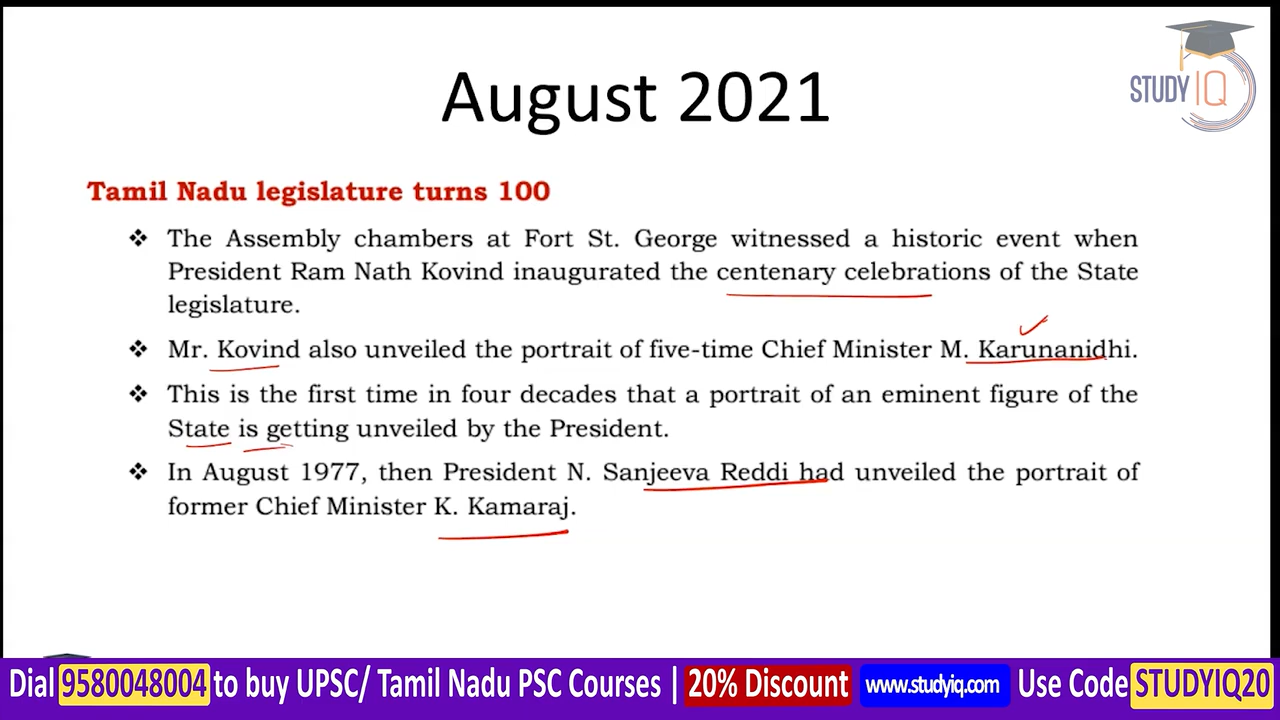 August 2021
STUDY IQ
Tamil Nadu legislature turns 100
❖ The Assembly chambers at Fort St. George witnessed a historic event when
President Ram Nath Kovind inaugurated the centenary celebrations of the State
legislature.
❖ Mr. Kovind also unveiled the portrait of five-time Chief Minister M. Karunanidhi.
❖ This is the first time in four decades that a portrait of an eminent figure of the
State is getting unveiled by the President.
❖ In August 1977, then President N. Sanjeeva Reddi had unveiled the portrait of
former Chief Minister K. Kamaraj.
Dial 9580048004 to buy UPSC/ Tamil Nadu PSC Courses | 20% Discount www.studyiq.com Use Code STUDYIQ20